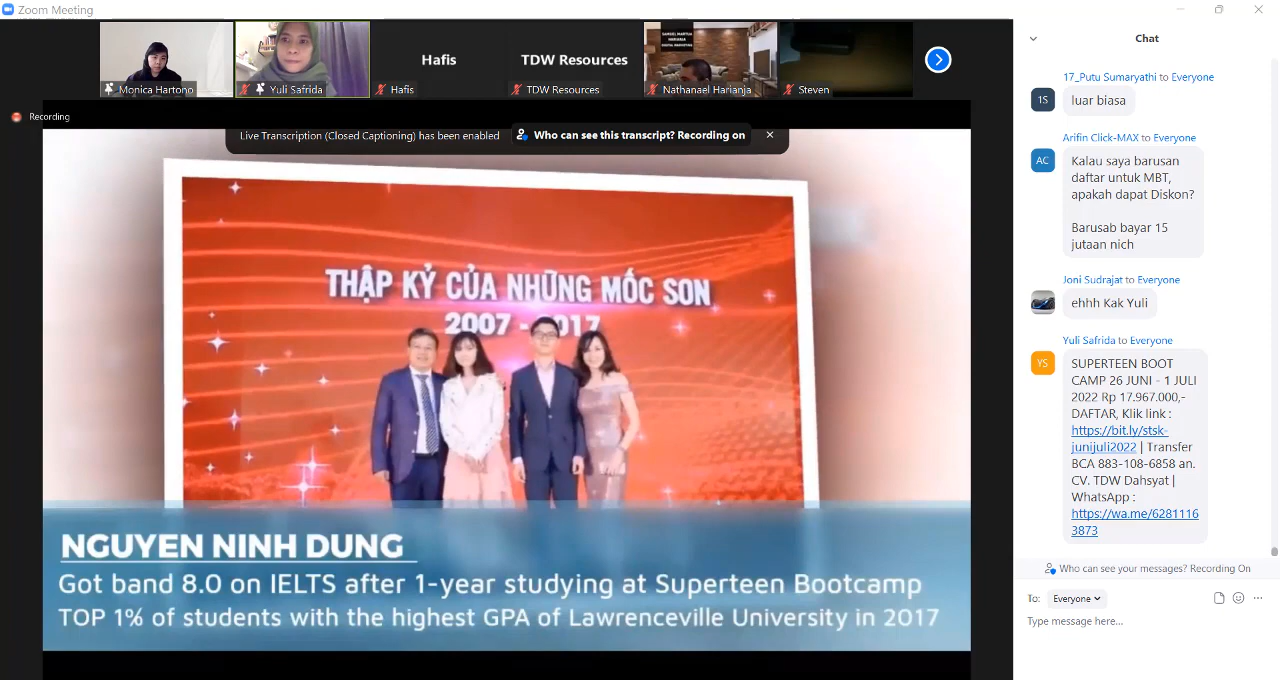 Zoom Meeting
SAMUEL MARTUA
HARIANJA
DIGITAL MARKETING
Hafis
TDW Resources
Monica Hartono
Yuli Safrida
Hafis
TDW Resources
Nathanael Harianja
Steven
Recording
Live Transcription (Closed Captioning) has been enabled
Who can see this transcript? Recording on
THẬP KỶ CỦA NHỮNG MỐC SON
2007 - 2017
NGUYEN NINH DUNG
Got band 8.0 on IELTS after 1-year studying at Superteen Bootcamp
TOP 1% of students with the highest GPA of Lawrenceville University in 2017
Chat
17_Putu Sumaryathi to Everyone
1S
luar biasa
Arifin Click-MAX to Everyone
AC
Kalau saya barusan
daftar untuk MBT,
apakah dapat Diskon?
Barusab bayar 15
jutaan nich
Joni Sudrajat to Everyone
ehhh Kak Yuli
Yuli Safrida to Everyone
YS
SUPERTEEN BOOT
CAMP 26 JUNI - 1 JULI
2022 Rp 17.967.000,-
DAFTAR, Klik link :
https://bit.ly/stsk-
junijuli2022 | Transfer
BCA 883-108-6858 an.
CV. TDW Dahsyat |
WhatsApp :
https://wa.me/6281116
3873
Who can see your messages? Recording On
To: Everyone
Type message here...